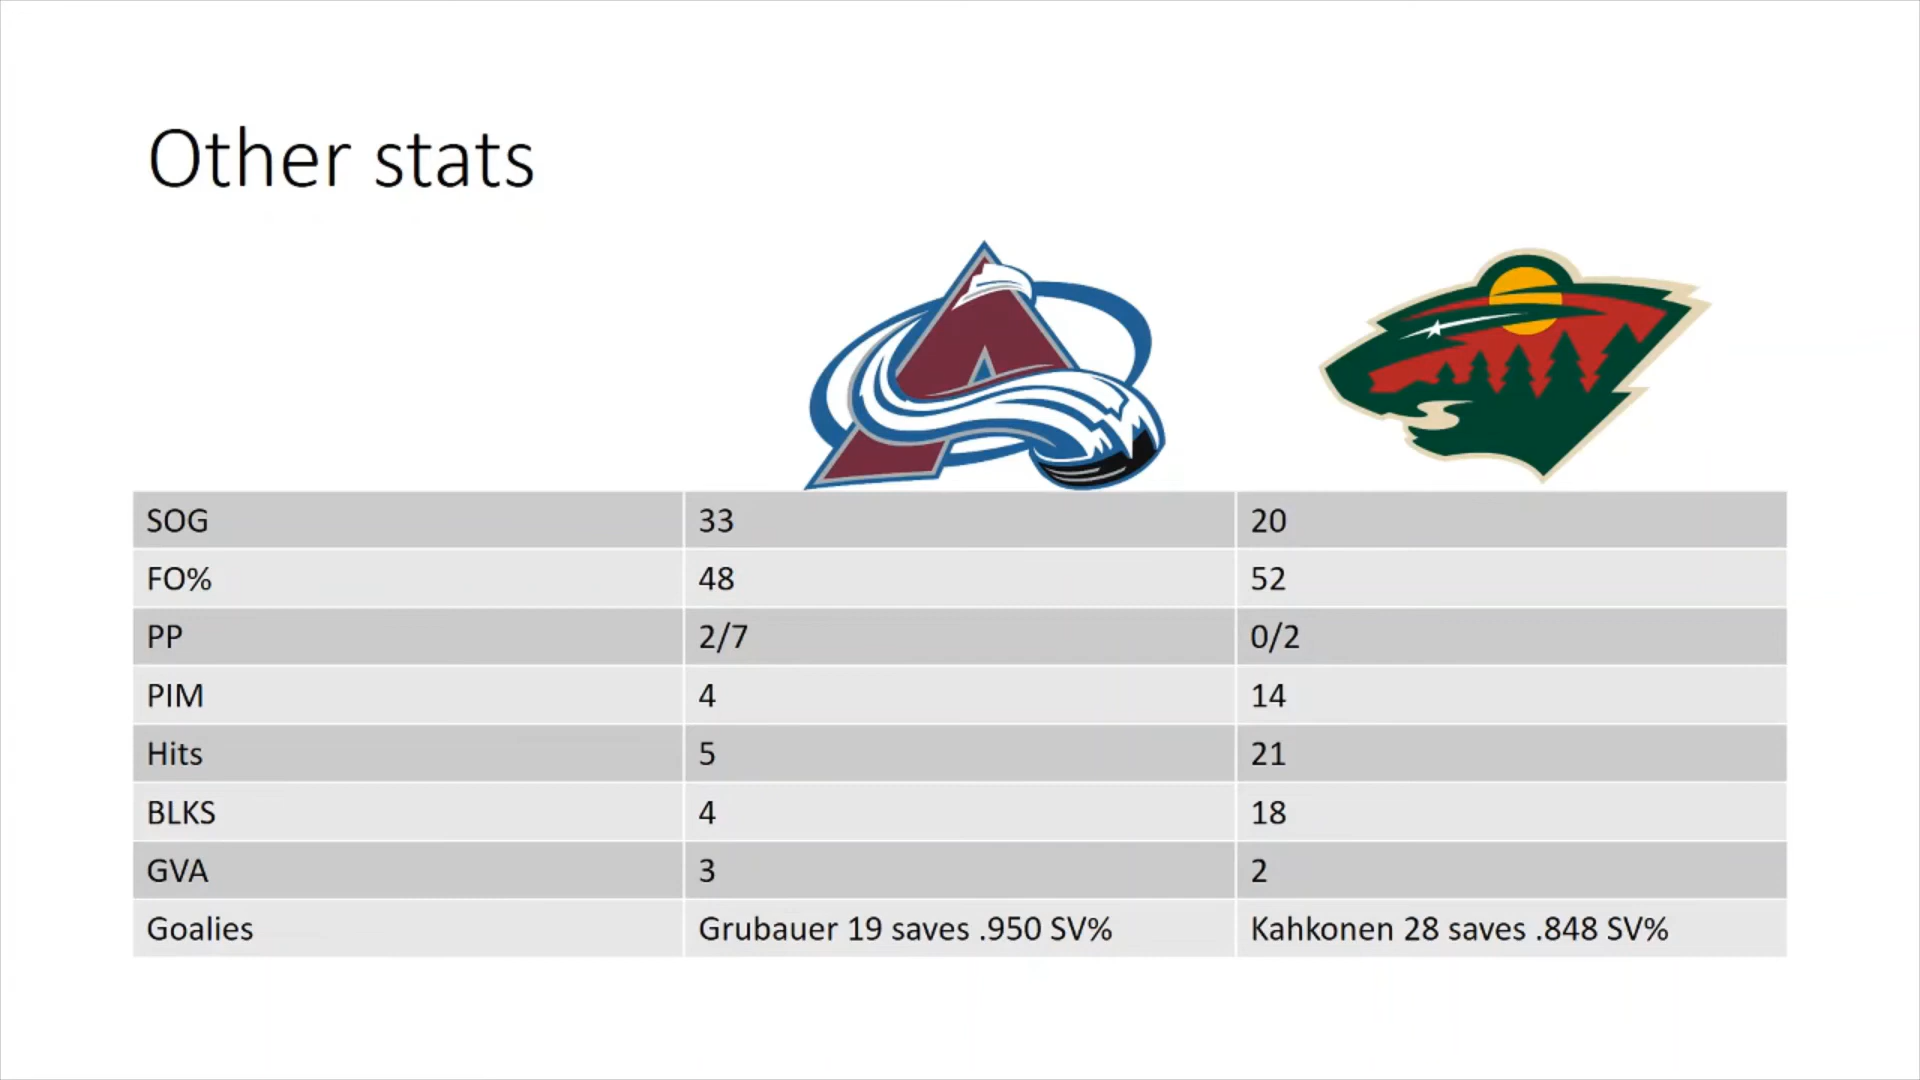 Other stats
SOG 33 20
FO% 48 52
PP 2/7 0/2
PIM 4 14
Hits 5 21
BLKS 4 18
GVA 3 2
Goalies Grubauer 19 saves .950 SV% Kahkonen 28 saves .848 SV%